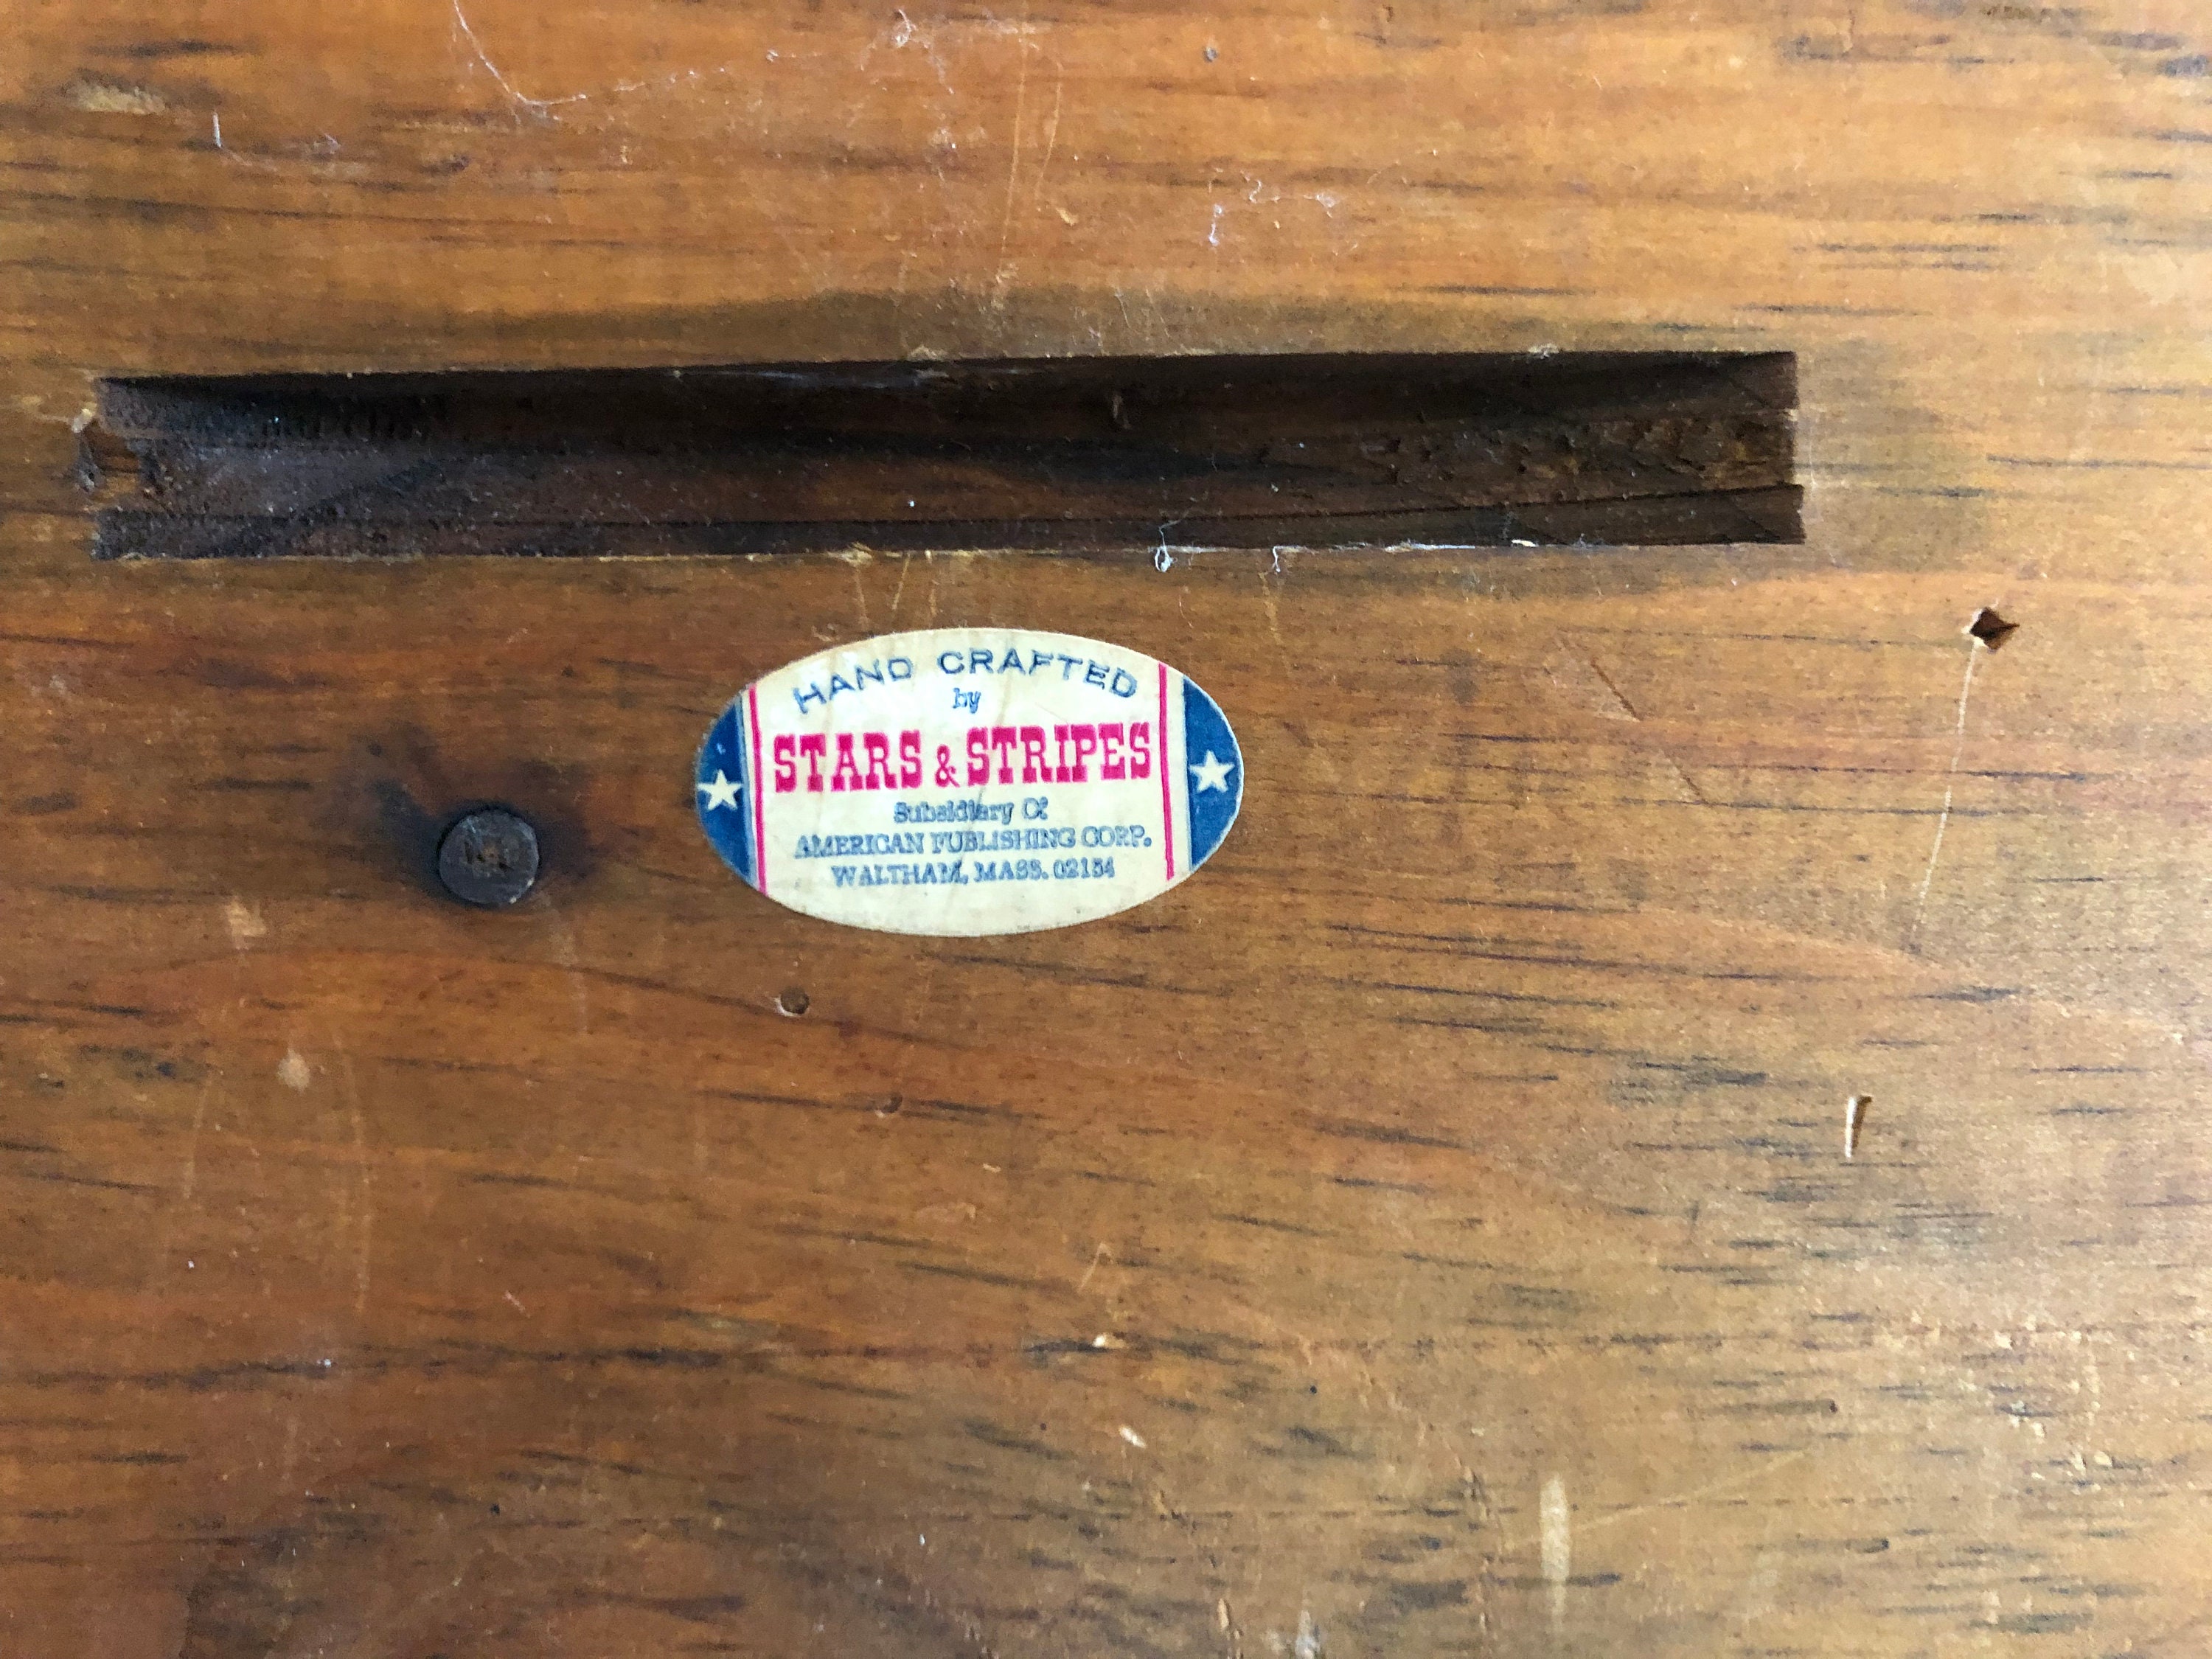 HAND CRAFTED
by
STARS & STRIPES
Subsidiary Of
AMERICAN PUBLISHING CORP.
WALTHAM, MASS. 02154